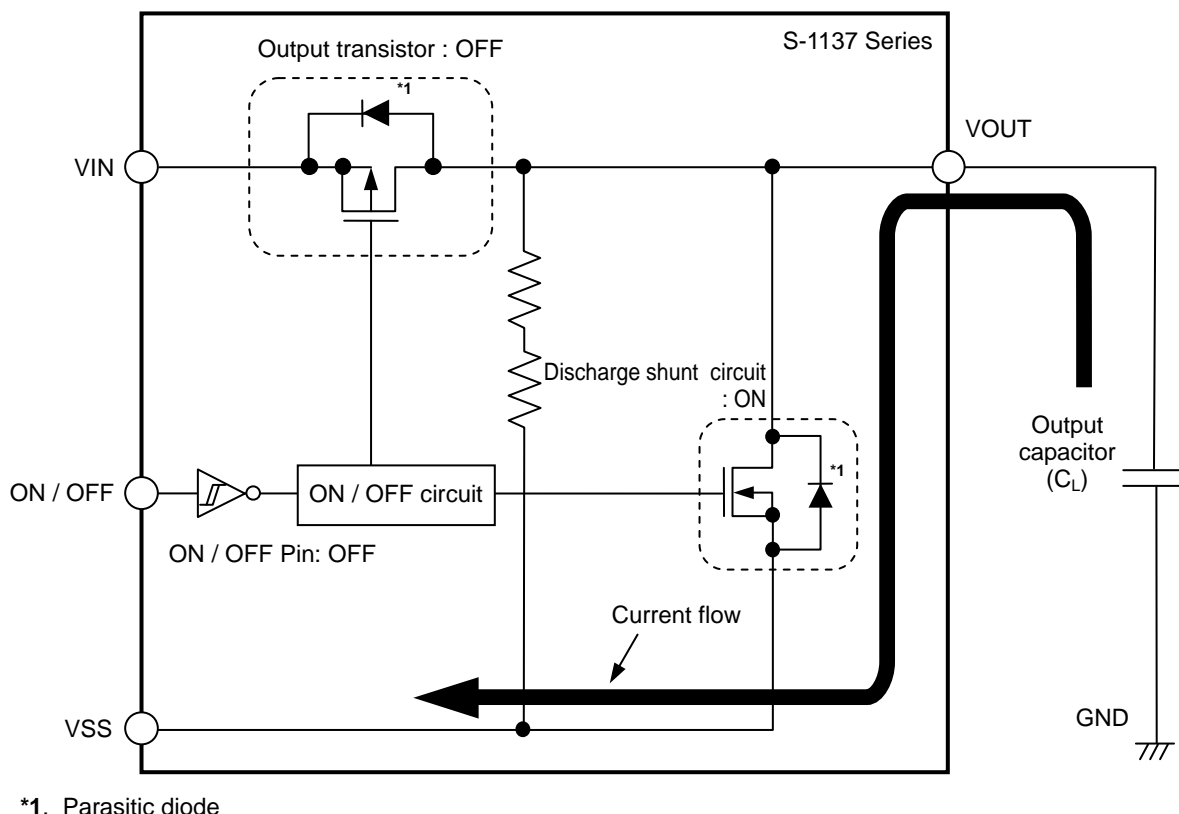 S-1137 Series
Output transistor : OFF
*1
VOUT
VIN
Discharge shunt circuit
: ON
*1
Output
capacitor
(CL)
ON / OFF
ON / OFF circuit
ON / OFF Pin: OFF
Current flow
VSS
GND
*1. Parasitic diode